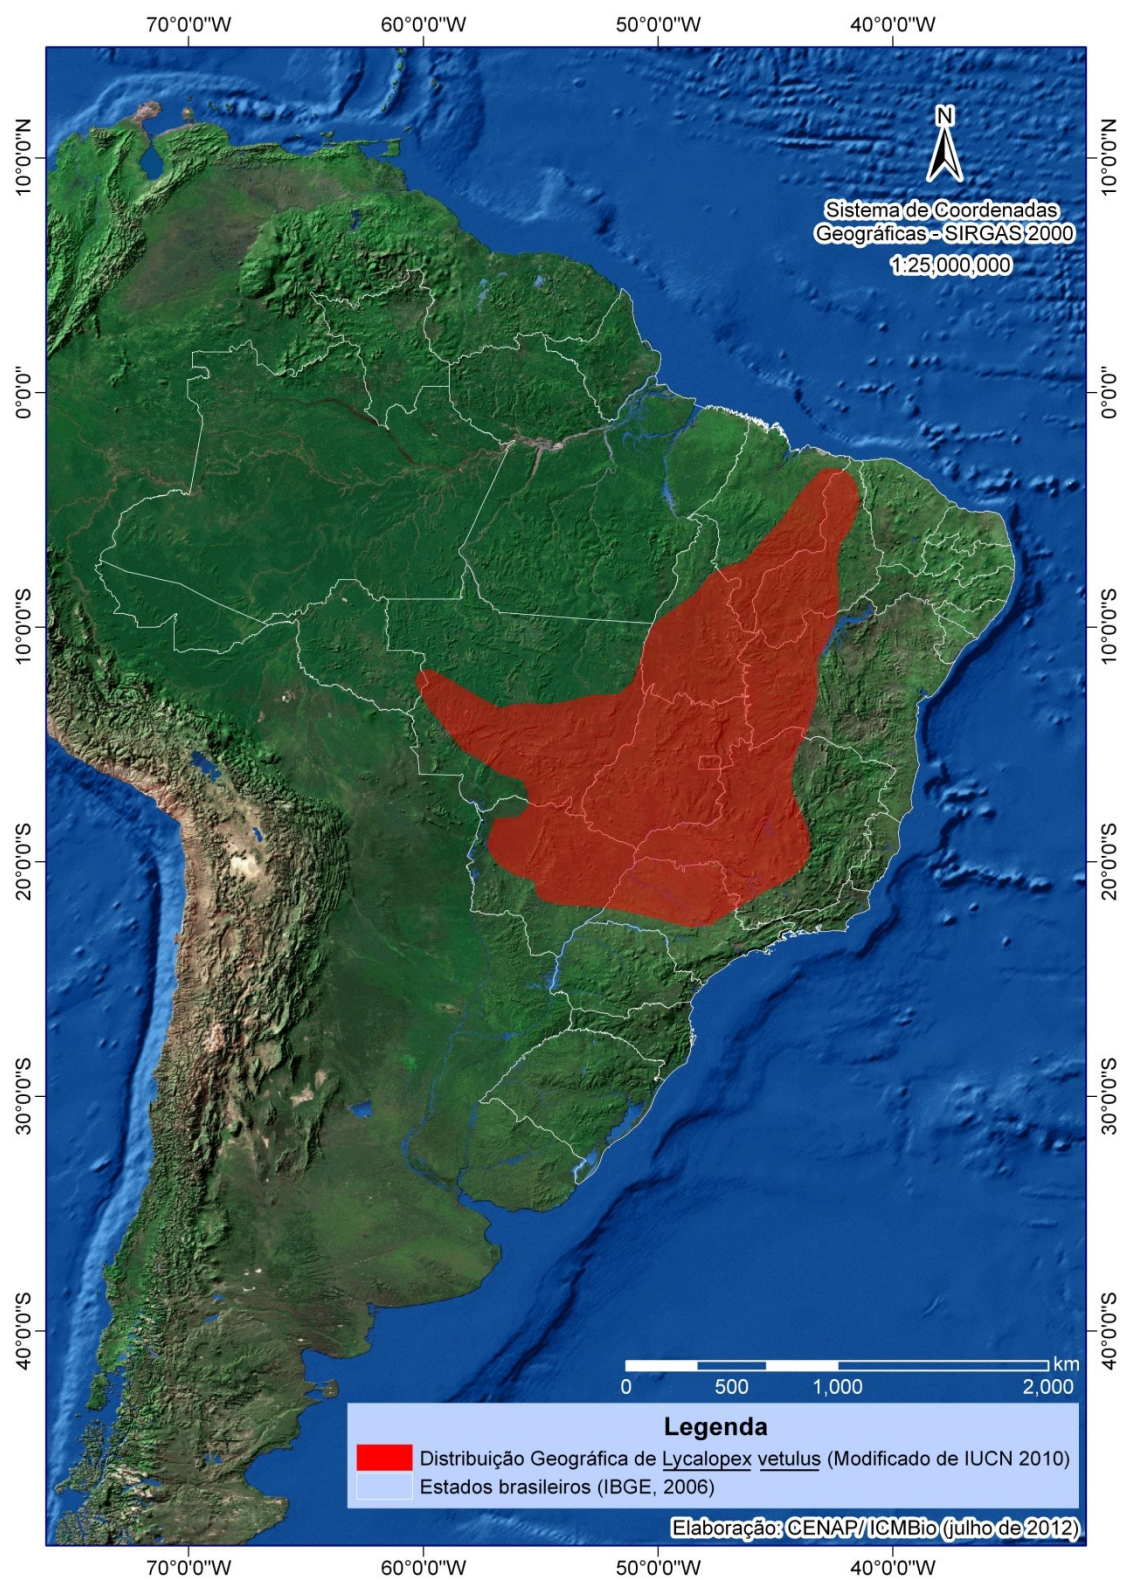 70°0'0"W 60°0'0"W 50°0'0"W 40°0'0"W
N
Sistema de Coordenadas
Geográficas - SIRGAS 2000
1:25,000,000
10°0'0"N
10°0'0"N
0°0'0"
0°0'0"
10°0'0"S
10°0'0"S
20°0'0"S
20°0'0"S
30°0'0"S
30°0'0"S
40°0'0"S
40°0'0"S
km
0 500 1,000 2,000
Legenda
Distribuição Geográfica de Lycalopex vetulus (Modificado de IUCN 2010)
Estados brasileiros (IBGE, 2006)
Elaboração: CENAP/ ICMBio (julho de 2012)
70°0'0"W 60°0'0"W 50°0'0"W 40°0'0"W